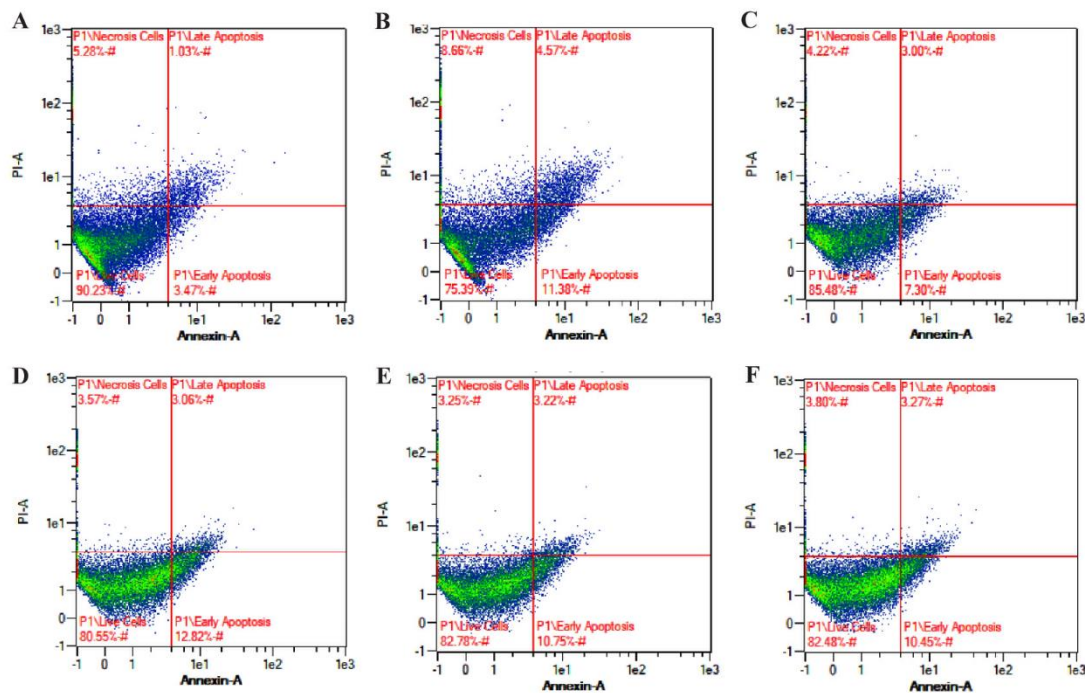 A
P1\Necrosis Cells P1\Late Apoptosis
5.28%-# 1.03%-#
1e3
1e2
1e1
1
0
-1
PI-A
90.23%-# P1\Early Apoptosis
3.47%-#
-1 0 1 1e1 1e2 1e3
Annexin-A
B
P1\Necrosis Cells P1\Late Apoptosis
8.66%-# 4.57%-#
1e3
1e2
1e1
1
0
-1
PI-A
75.39%-# P1\Early Apoptosis
11.38%-#
-1 0 1 1e1 1e2 1e3
Annexin-A
C
P1\Necrosis Cells P1\Late Apoptosis
4.22%-# 3.00%-#
1e3
1e2
1e1
1
0
-1
PI-A
P1\Live Cells P1\Early Apoptosis
85.48%-# 7.30%-#
-1 0 1 1e1 1e2 1e3
Annexin-A
D
P1\Necrosis Cells P1\Late Apoptosis
3.57%-# 3.06%-#
1e3
1e2
1e1
1
0
-1
PI-A
P1\Live Cells P1\Early Apoptosis
80.55%-# 12.82%-#
-1 0 1 1e1 1e2 1e3
Annexin-A
E
P1\Necrosis Cells P1\Late Apoptosis
3.25%-# 3.22%-#
1e3
1e2
1e1
1
0
-1
PI-A
P1\Live Cells P1\Early Apoptosis
82.78%-# 10.75%-#
-1 0 1 1e1 1e2 1e3
Annexin-A
F
P1\Necrosis Cells P1\Late Apoptosis
3.80%-# 3.27%-#
1e3
1e2
1e1
1
0
-1
PI-A
P1\Live Cells P1\Early Apoptosis
82.48%-# 10.45%-#
-1 0 1 1e1 1e2 1e3
Annexin-A